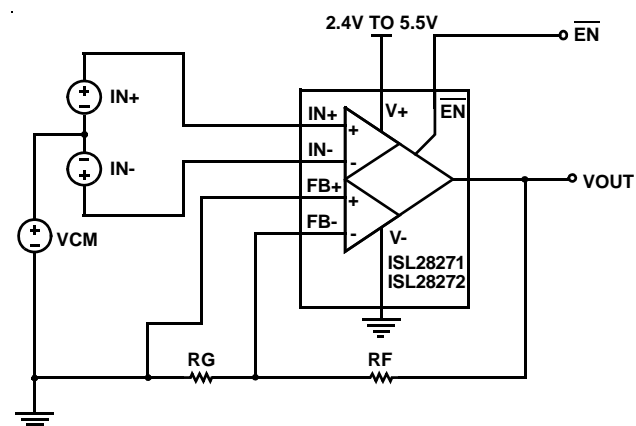 2.4V TO 5.5V
EN
IN+
IN+
V+
EN
+
-
+
IN-
-
IN-
-
+
FB+
+
VOUT
FB-
-
V-
+
-
VCM
ISL28271
ISL28272
RG
RF